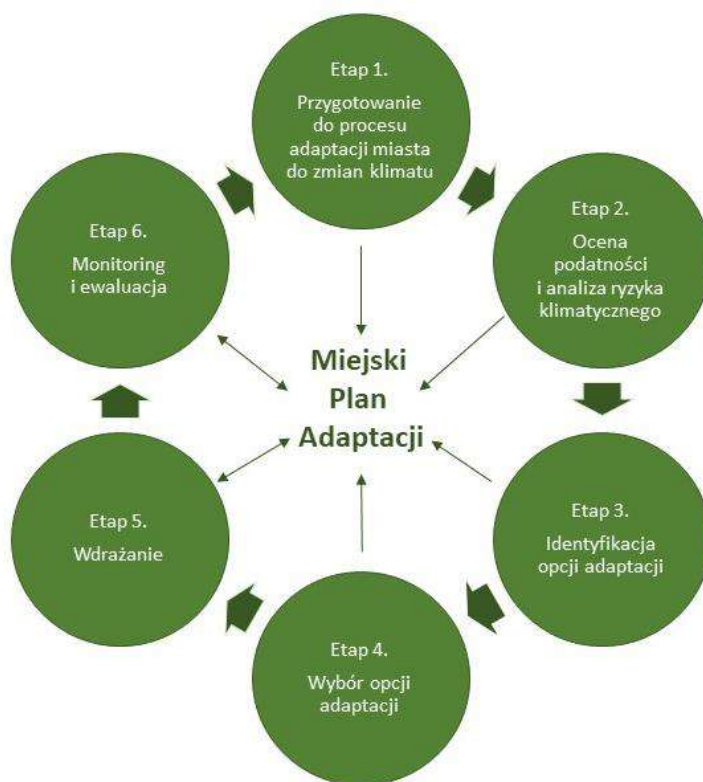 Etap 1.
Przygotowanie
do procesu
adaptacji miasta
do zmian klimatu
Etap 2.
Ocena
podatności
i analiza ryzyka
klimatycznego
Etap 3.
Identyfikacja
opcji adaptacji
Etap 4.
Wybór opcji
adaptacji
Etap 5.
Wdrażanie
Etap 6.
Monitoring
i ewaluacja
Miejski
Plan
Adaptacji